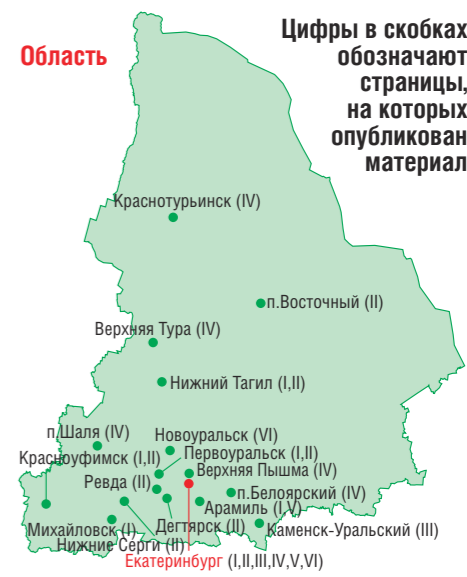 Область
Цифры в скобках
обозначают
страницы,
на которых
опубликован
материал
Краснотурьинск (IV)
п.Восточный (II)
Верхняя Тура (IV)
Нижний Тагил (I,II)
п.Шаля (IV)
Новоуральск (VI)
Красноуфимск (I,II)
Первоуральск (I,II)
Верхняя Пышма (IV)
Ревда (II)
п.Белоярский (IV)
Арамиль (I,V)
Михайловск (I)
Дегтярск (II)
Каменск-Уральский (III)
Нижние Серги (II)
Екатеринбург (I,II,III,IV,V,VI)